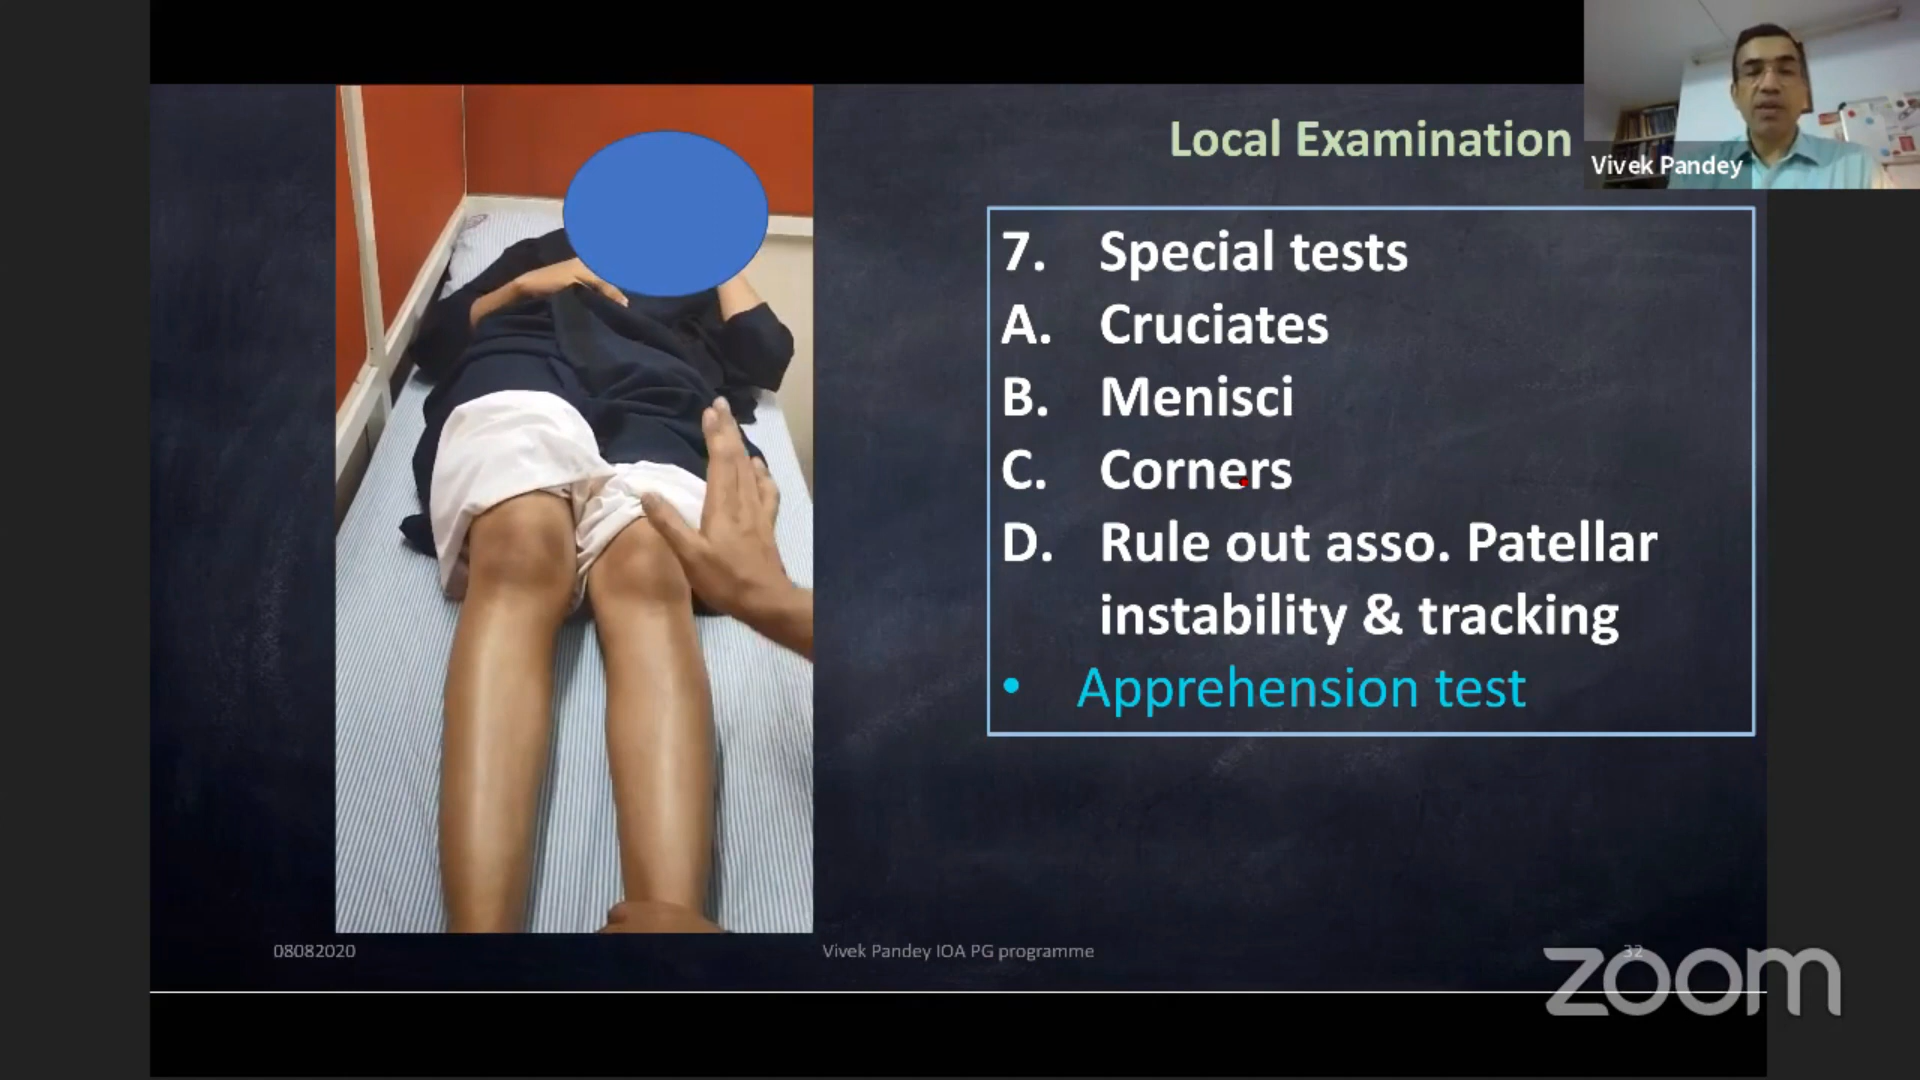 Local Examination
Vivek Pandey
7. Special tests
A. Cruciates
B. Menisci
C. Corners
D. Rule out asso. Patellar
instability & tracking
• Apprehension test
08082020
Vivek Pandey IOA PG programme
32
zoom